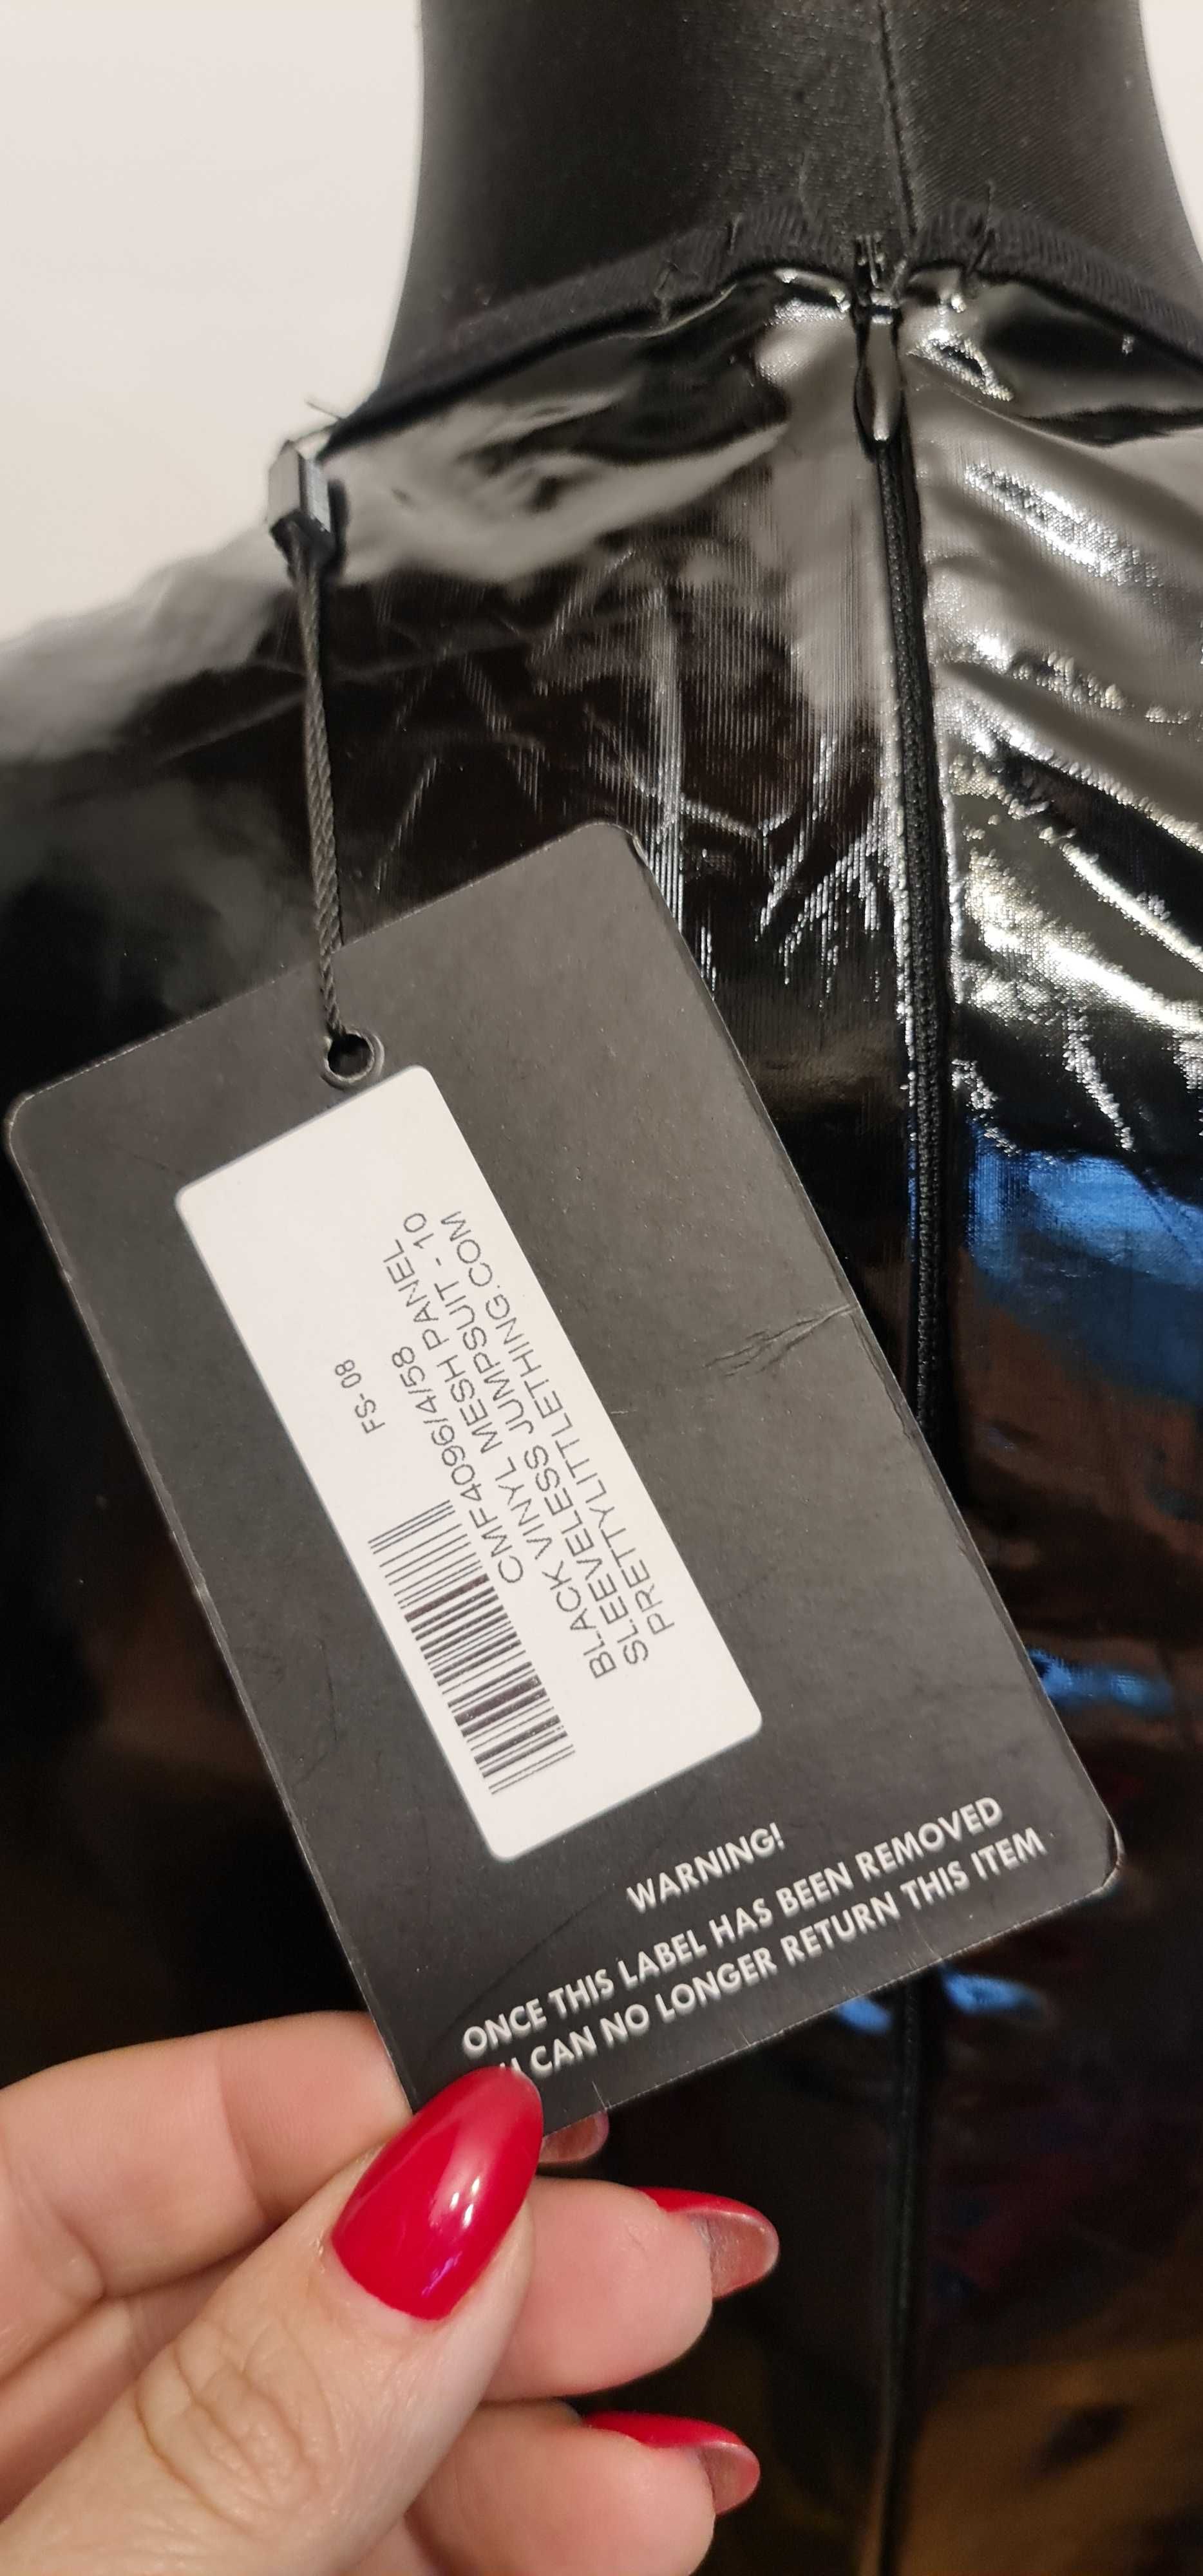 FS-08
CMF4096/4/58
BLACK VINYL MESH PANEL
SLEEVELESS JUMPSUIT - 10
PRETTYLITTLETHING.COM
WARNING!
ONCE THIS LABEL HAS BEEN REMOVED
CAN NO LONGER RETURN THIS ITEM